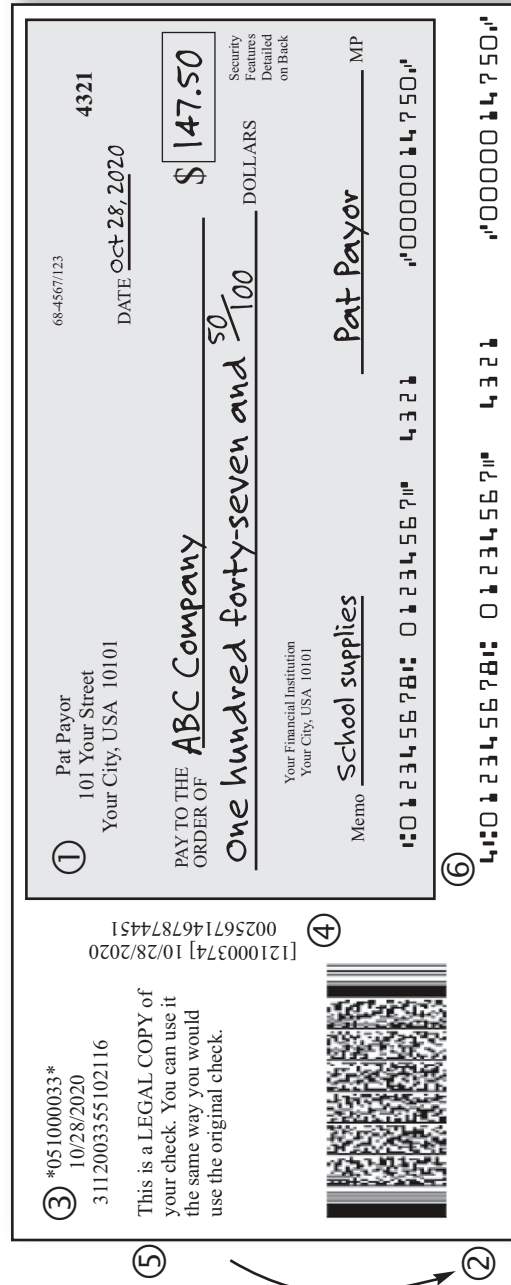 ③ *051000033*
10/28/2020
3112003355102116
This is a LEGAL COPY of
your check. You can use it
the same way you would
use the original check.
⑤
②
[121000374] 10/28/2020
0025671467874451
④
①
Pat Payor
101 Your Street
Your City, USA 10101
68-4567/123
4321
DATE Oct 28, 2020
PAY TO THE
ORDER OF ABC Company
$ 147.50
One hundred forty-seven and 50/100 DOLLARS
Security
Features
Detailed
on Back
Your Financial Institution
Your City, USA 10101
Memo School supplies
Pat Payor MP
⑆012345678⑆ 01234567⑈ 4321 ⑇0000014750⑇
⑥
4⑆012345678⑆ 01234567⑈ 4321 ⑇0000014750⑇